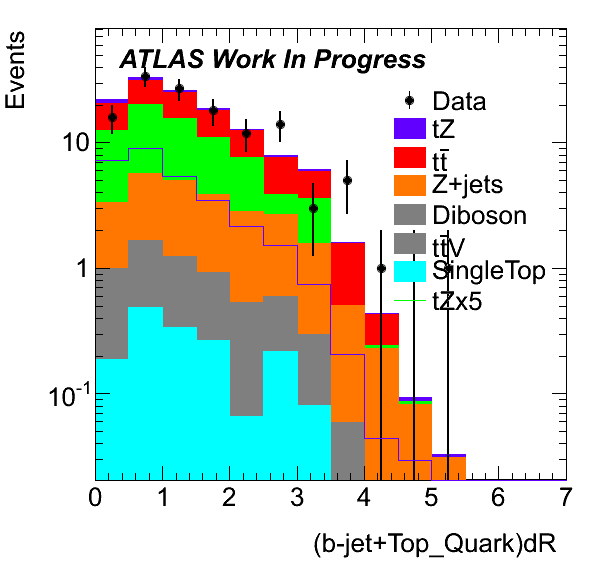 Events
ATLAS Work In Progress
Data
tZ
tt̄
Z+jets
Diboson
tt̄V
SingleTop
tZx5
10
1
10⁻¹
0 1 2 3 4 5 6 7
(b-jet+Top_Quark)dR